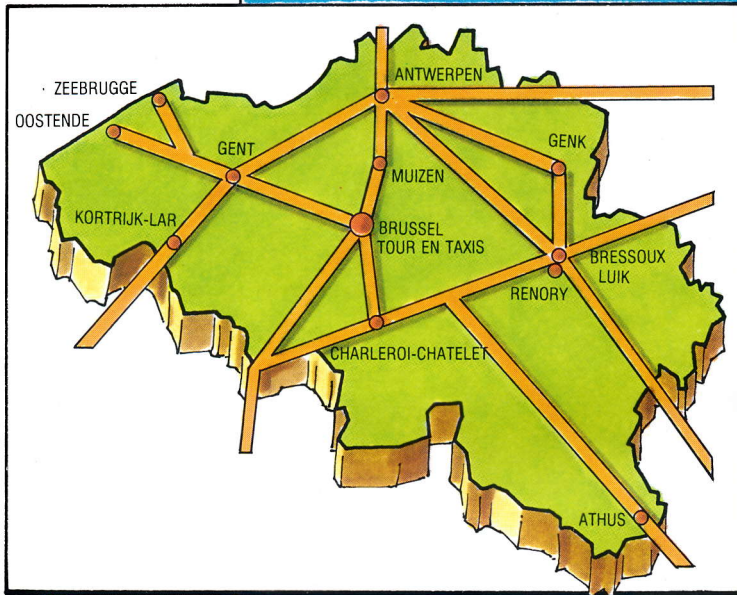 ANTWERPEN
ZEEBRUGGE
OOSTENDE
GENT
GENK
MUIZEN
KORTRIJK-LAR
BRUSSEL
TOUR EN TAXIS
BRESSOUX
LUIK
RENORY
CHARLEROI-CHATELET
ATHUS